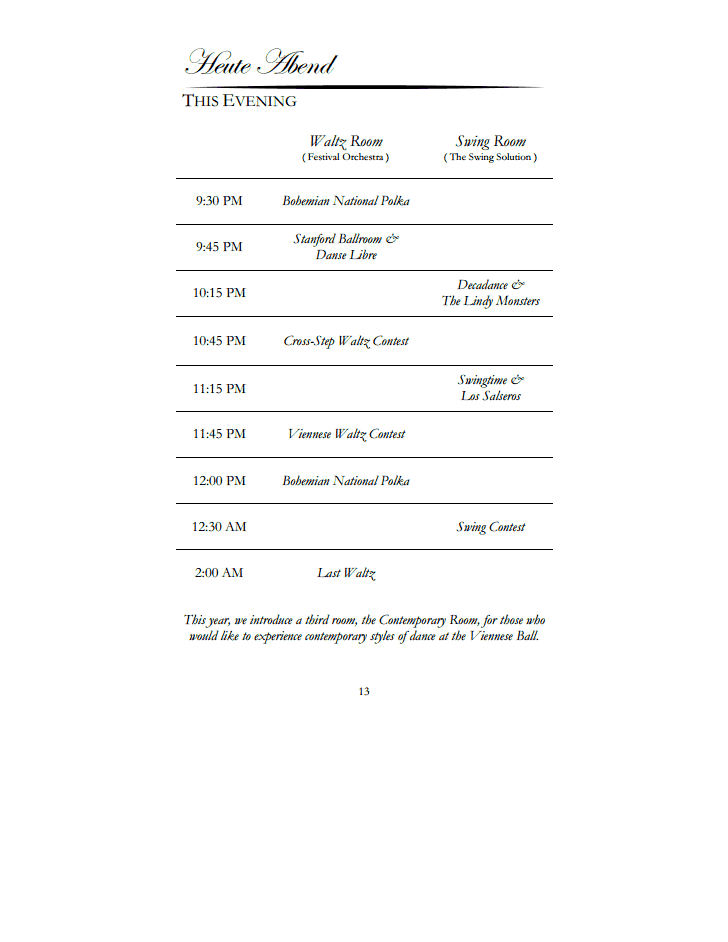 Heute Abend
THIS EVENING
Waltz Room Swing Room
( Festival Orchestra ) ( The Swing Solution )
9:30 PM Bohemian National Polka
9:45 PM Stanford Ballroom &
Danse Libre
10:15 PM Decadance &
The Lindy Monsters
10:45 PM Cross-Step Waltz Contest
11:15 PM Swingtime &
Los Salseros
11:45 PM Viennese Waltz Contest
12:00 PM Bohemian National Polka
12:30 AM Swing Contest
2:00 AM Last Waltz
This year, we introduce a third room, the Contemporary Room, for those who
would like to experience contemporary styles of dance at the Viennese Ball.
13